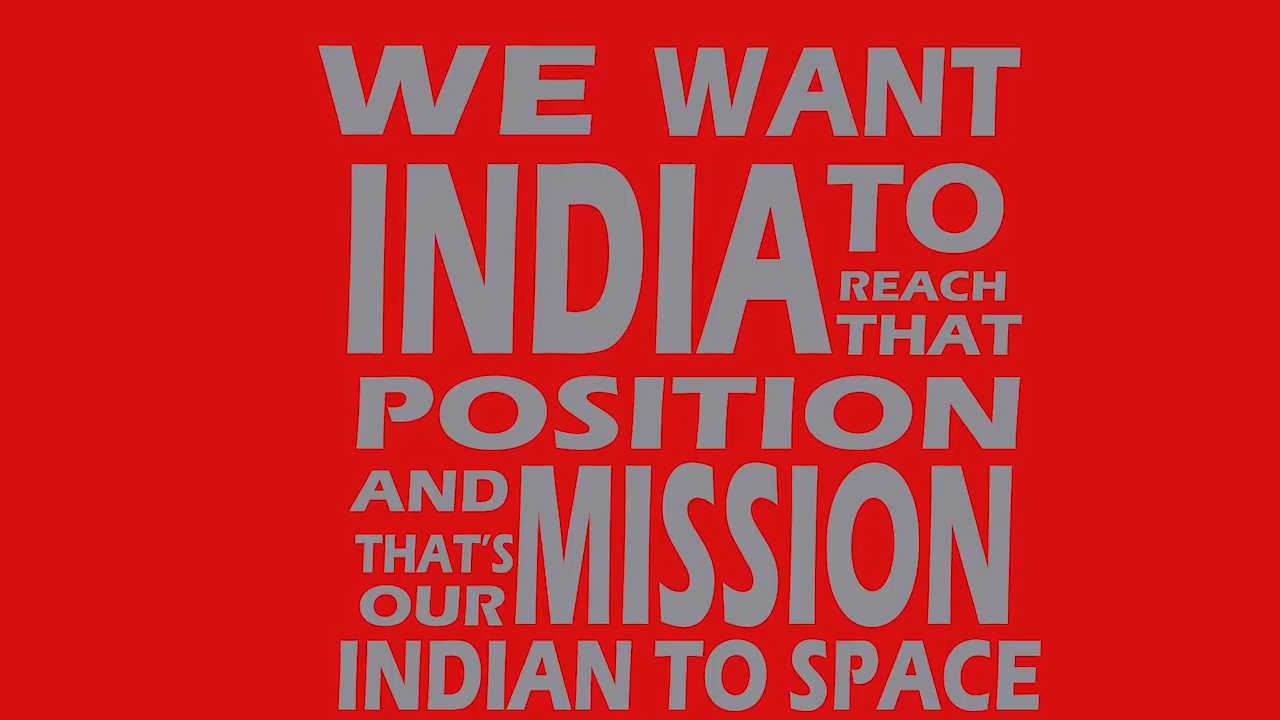 WE WANT
INDIA TO
REACH
THAT
POSITION
AND
THAT'S
OUR MISSION
INDIAN TO SPACE